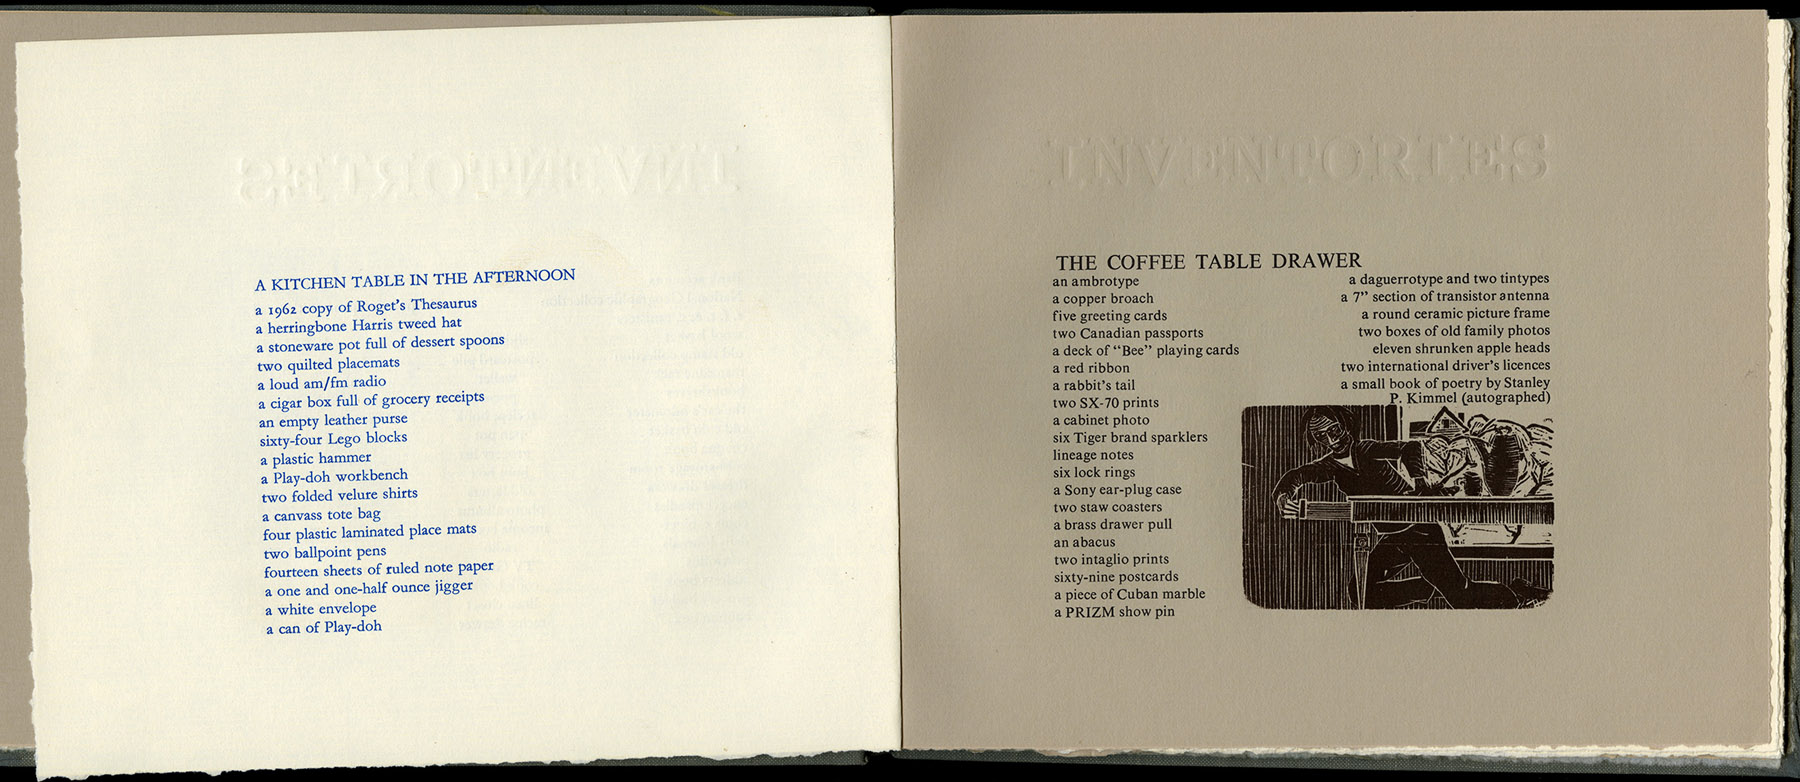 INVENTORIES
A KITCHEN TABLE IN THE AFTERNOON
a 1962 copy of Roget's Thesaurus
a herringbone Harris tweed hat
a stoneware pot full of dessert spoons
two quilted placemats
a loud am/fm radio
a cigar box full of grocery receipts
an empty leather purse
sixty-four Lego blocks
a plastic hammer
a Play-doh workbench
two folded velure shirts
a canvass tote bag
four plastic laminated place mats
two ballpoint pens
fourteen sheets of ruled note paper
a one and one-half ounce jigger
a white envelope
a can of Play-doh
INVENTORIES
THE COFFEE TABLE DRAWER
an ambrotype
a copper broach
five greeting cards
two Canadian passports
a deck of “Bee” playing cards
a red ribbon
a rabbit's tail
two SX-70 prints
a cabinet photo
six Tiger brand sparklers
lineage notes
six lock rings
a Sony ear-plug case
two staw coasters
a brass drawer pull
an abacus
two intaglio prints
sixty-nine postcards
a piece of Cuban marble
a PRIZM show pin
a daguerrotype and two tintypes
a 7” section of transistor antenna
a round ceramic picture frame
two boxes of old family photos
eleven shrunken apple heads
two international driver's licences
a small book of poetry by Stanley
P. Kimmel (autographed)